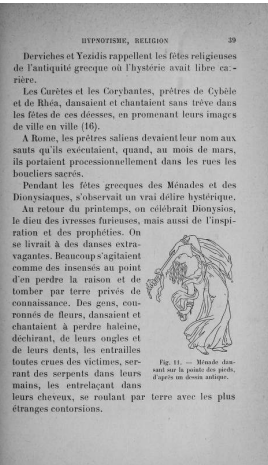 HYPNOTISME, RELIGION 39
Derviches et Yezidis rappellent les fêtes religieuses
de l'antiquité grecque où l'hystérie avait libre car-
rière.
Les Curètes et les Corybantes, prêtres de Cybèle
et de Rhéa, dansaient et chantaient sans trêve dans
les fêtes de ces déesses, en promenant leurs images
de ville en ville (16).
A Rome, les prêtres saliens devaient leur nom aux
sauts qu'ils exécutaient, quand, au mois de mars,
ils portaient processionnellement dans les rues les
boucliers sacrés.
Pendant les fêtes grecques des Ménades et des
Dionysiaques, s'observait un vrai délire hystérique.
Au retour du printemps, on célébrait Dionysios,
le dieu des ivresses furieuses, mais aussi de l'inspi-
ration et des prophéties. On
se livrait à des danses extra-
vagantes. Beaucoup s'agitaient
comme des insensés au point
d'en perdre la raison et de
tomber par terre privés de
connaissance. Des gens, cou-
ronnés de fleurs, dansaient et
chantaient à perdre haleine,
déchirant, de leurs ongles et
de leurs dents, les entrailles
toutes crues des victimes, ser-
rant des serpents dans leurs
mains, les entrelaçant dans
leurs cheveux, se roulant par terre avec les plus
étranges contorsions.
Fig. 11. — Ménade dan-
sant sur la pointe des pieds,
d'après un dessin antique.